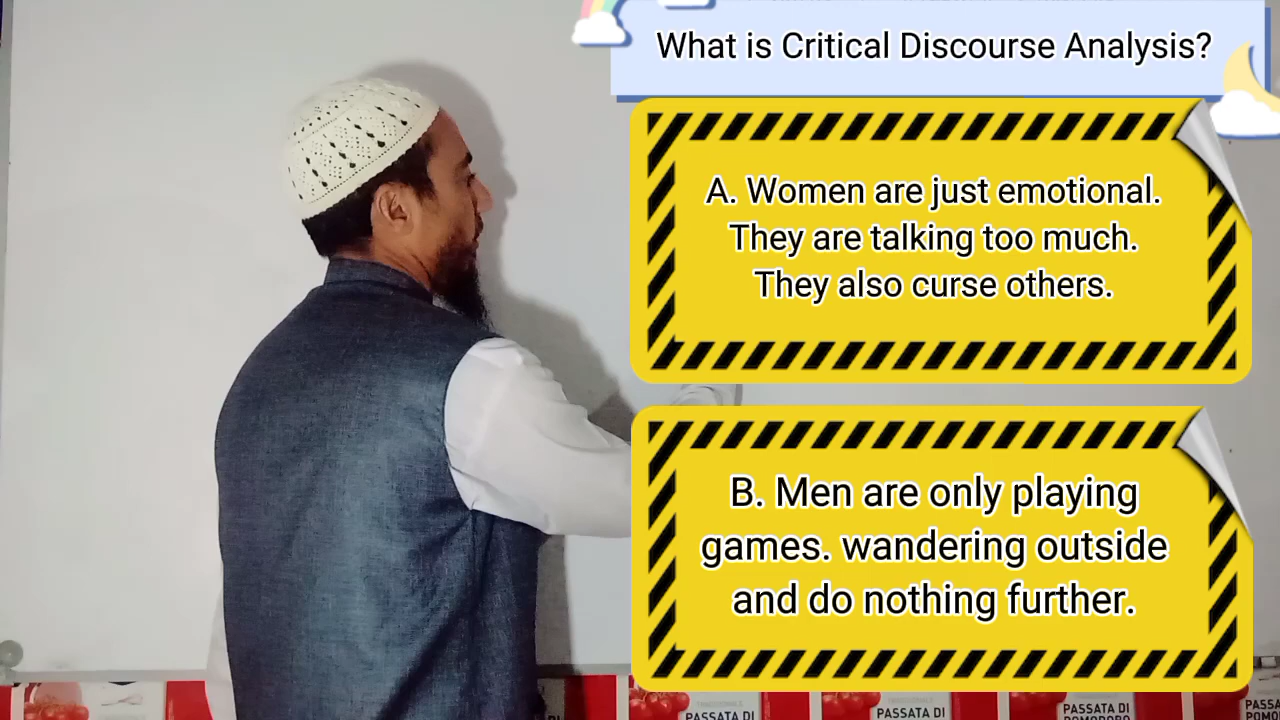 What is Critical Discourse Analysis?
A. Women are just emotional.
They are talking too much.
They also curse others.
B. Men are only playing
games. wandering outside
and do nothing further.
PASSATA DI
PASSATA DI
PASSATA DI
POMODORO
PASSA